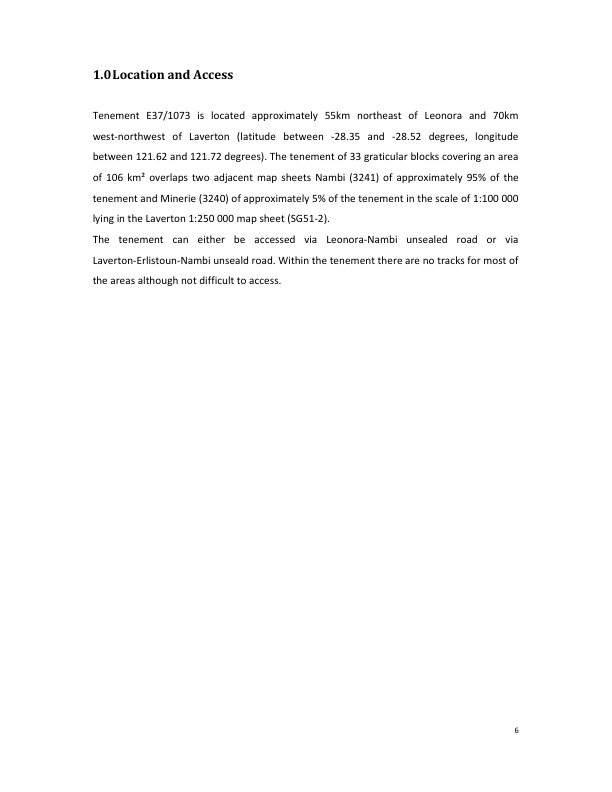 1.0Location and Access
Tenement E37/1073 is located approximately 55km northeast of Leonora and 70km
west-northwest of Laverton (latitude between -28.35 and -28.52 degrees, longitude
between 121.62 and 121.72 degrees). The tenement of 33 graticular blocks covering an area
of 106 km² overlaps two adjacent map sheets Nambi (3241) of approximately 95% of the
tenement and Minerie (3240) of approximately 5% of the tenement in the scale of 1:100 000
lying in the Laverton 1:250 000 map sheet (SG51-2).
The tenement can either be accessed via Leonora-Nambi unsealed road or via
Laverton-Erlistoun-Nambi unseald road. Within the tenement there are no tracks for most of
the areas although not difficult to access.
6